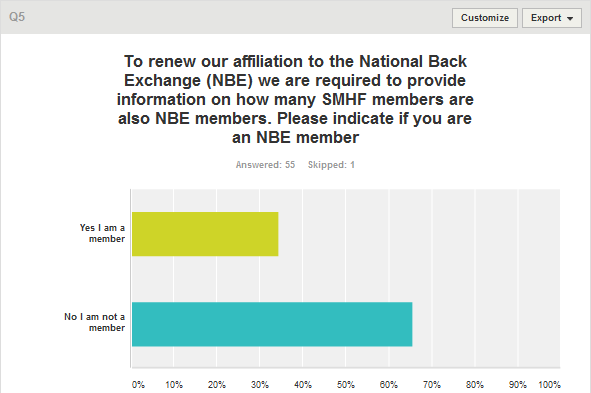 Q5
Customize
Export
To renew our affiliation to the National Back
Exchange (NBE) we are required to provide
information on how many SMHF members are
also NBE members. Please indicate if you are
an NBE member
Answered: 55 Skipped: 1
Yes I am a
member
No I am not a
member
0% 10% 20% 30% 40% 50% 60% 70% 80% 90% 100%